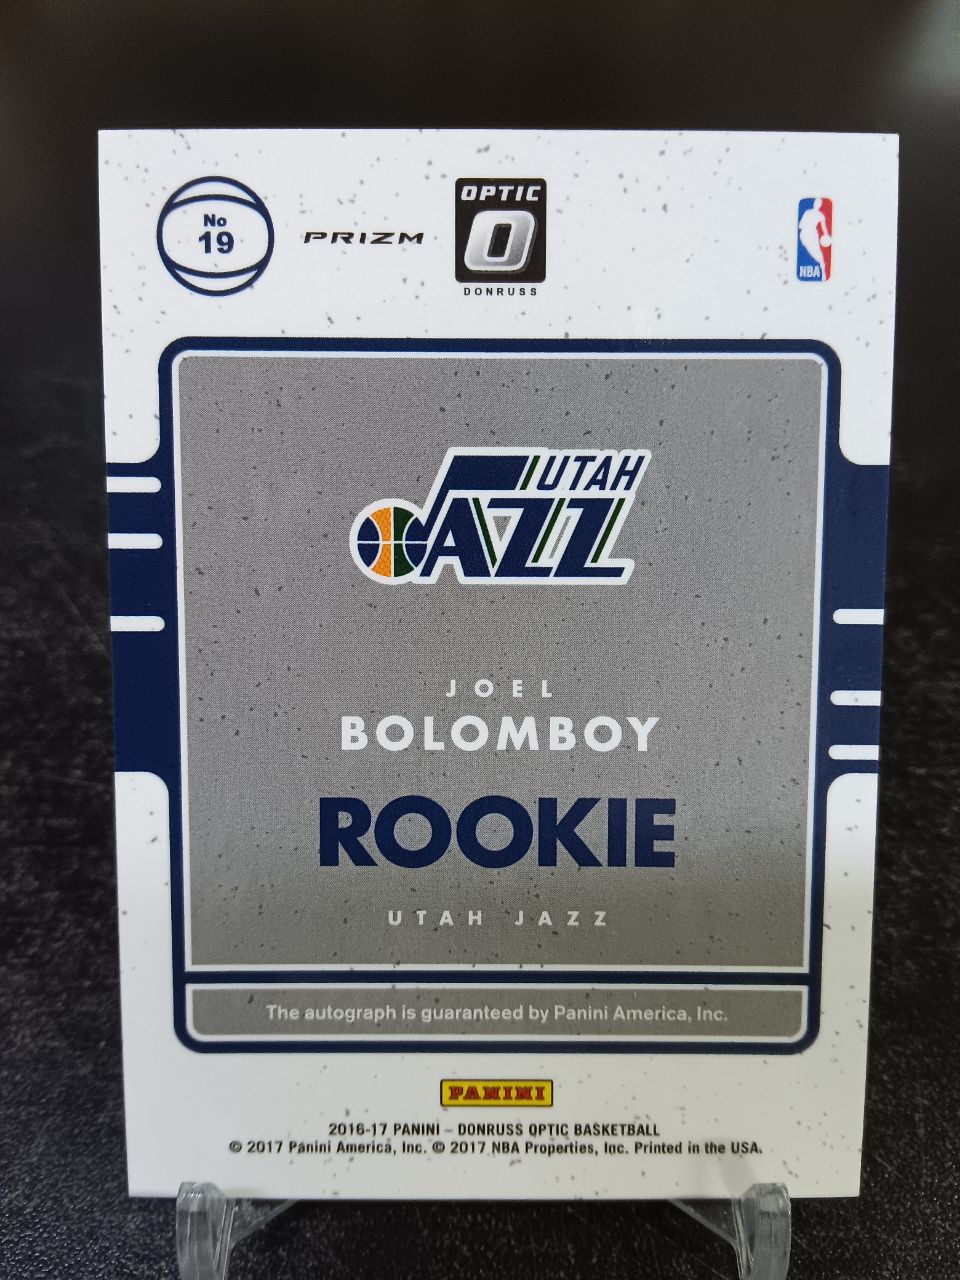 No
19
PRIZM
OPTIC
O
DONRUSS
NBA
UTAH
JAZZ
JOEL
BOLOMBOY
ROOKIE
UTAH JAZZ
The autograph is guaranteed by Panini America, Inc.
PANINI
2016-17 PANINI – DONRUSS OPTIC BASKETBALL
© 2017 Panini America, Inc. © 2017 NBA Properties, Inc. Printed in the USA.